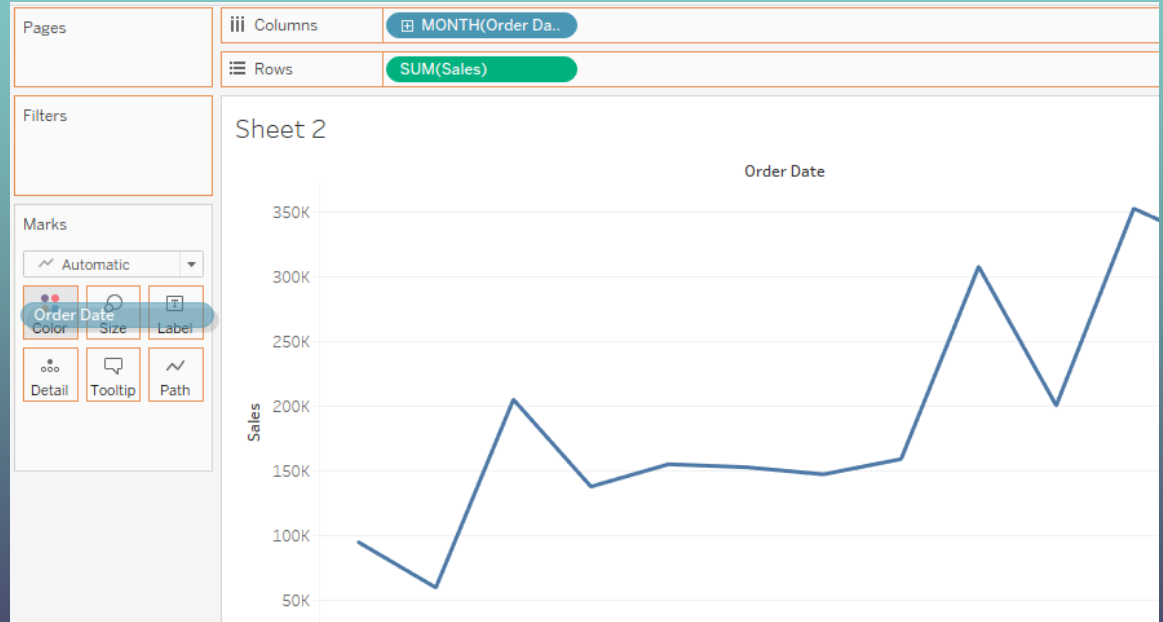 Pages
Columns
MONTH(Order Da..
Rows
SUM(Sales)
Filters
Sheet 2
Order Date
Marks
Automatic
Order Date
Color
Size
Label
Detail
Tooltip
Path
Sales
350K
300K
250K
200K
150K
100K
50K